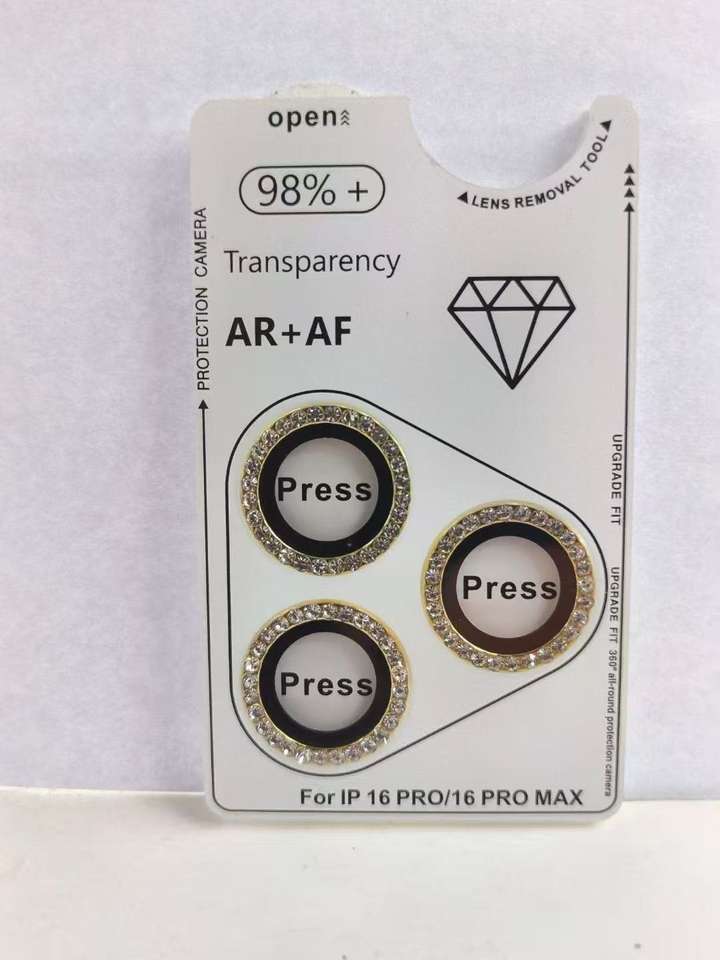 open
98% +
LENS REMOVAL TOOL
Transparency
AR+AF
PROTECTION CAMERA
Press
Press
Press
UPGRADE FIT
UPGRADE FIT 360° all-round protection camera
For IP 16 PRO/16 PRO MAX